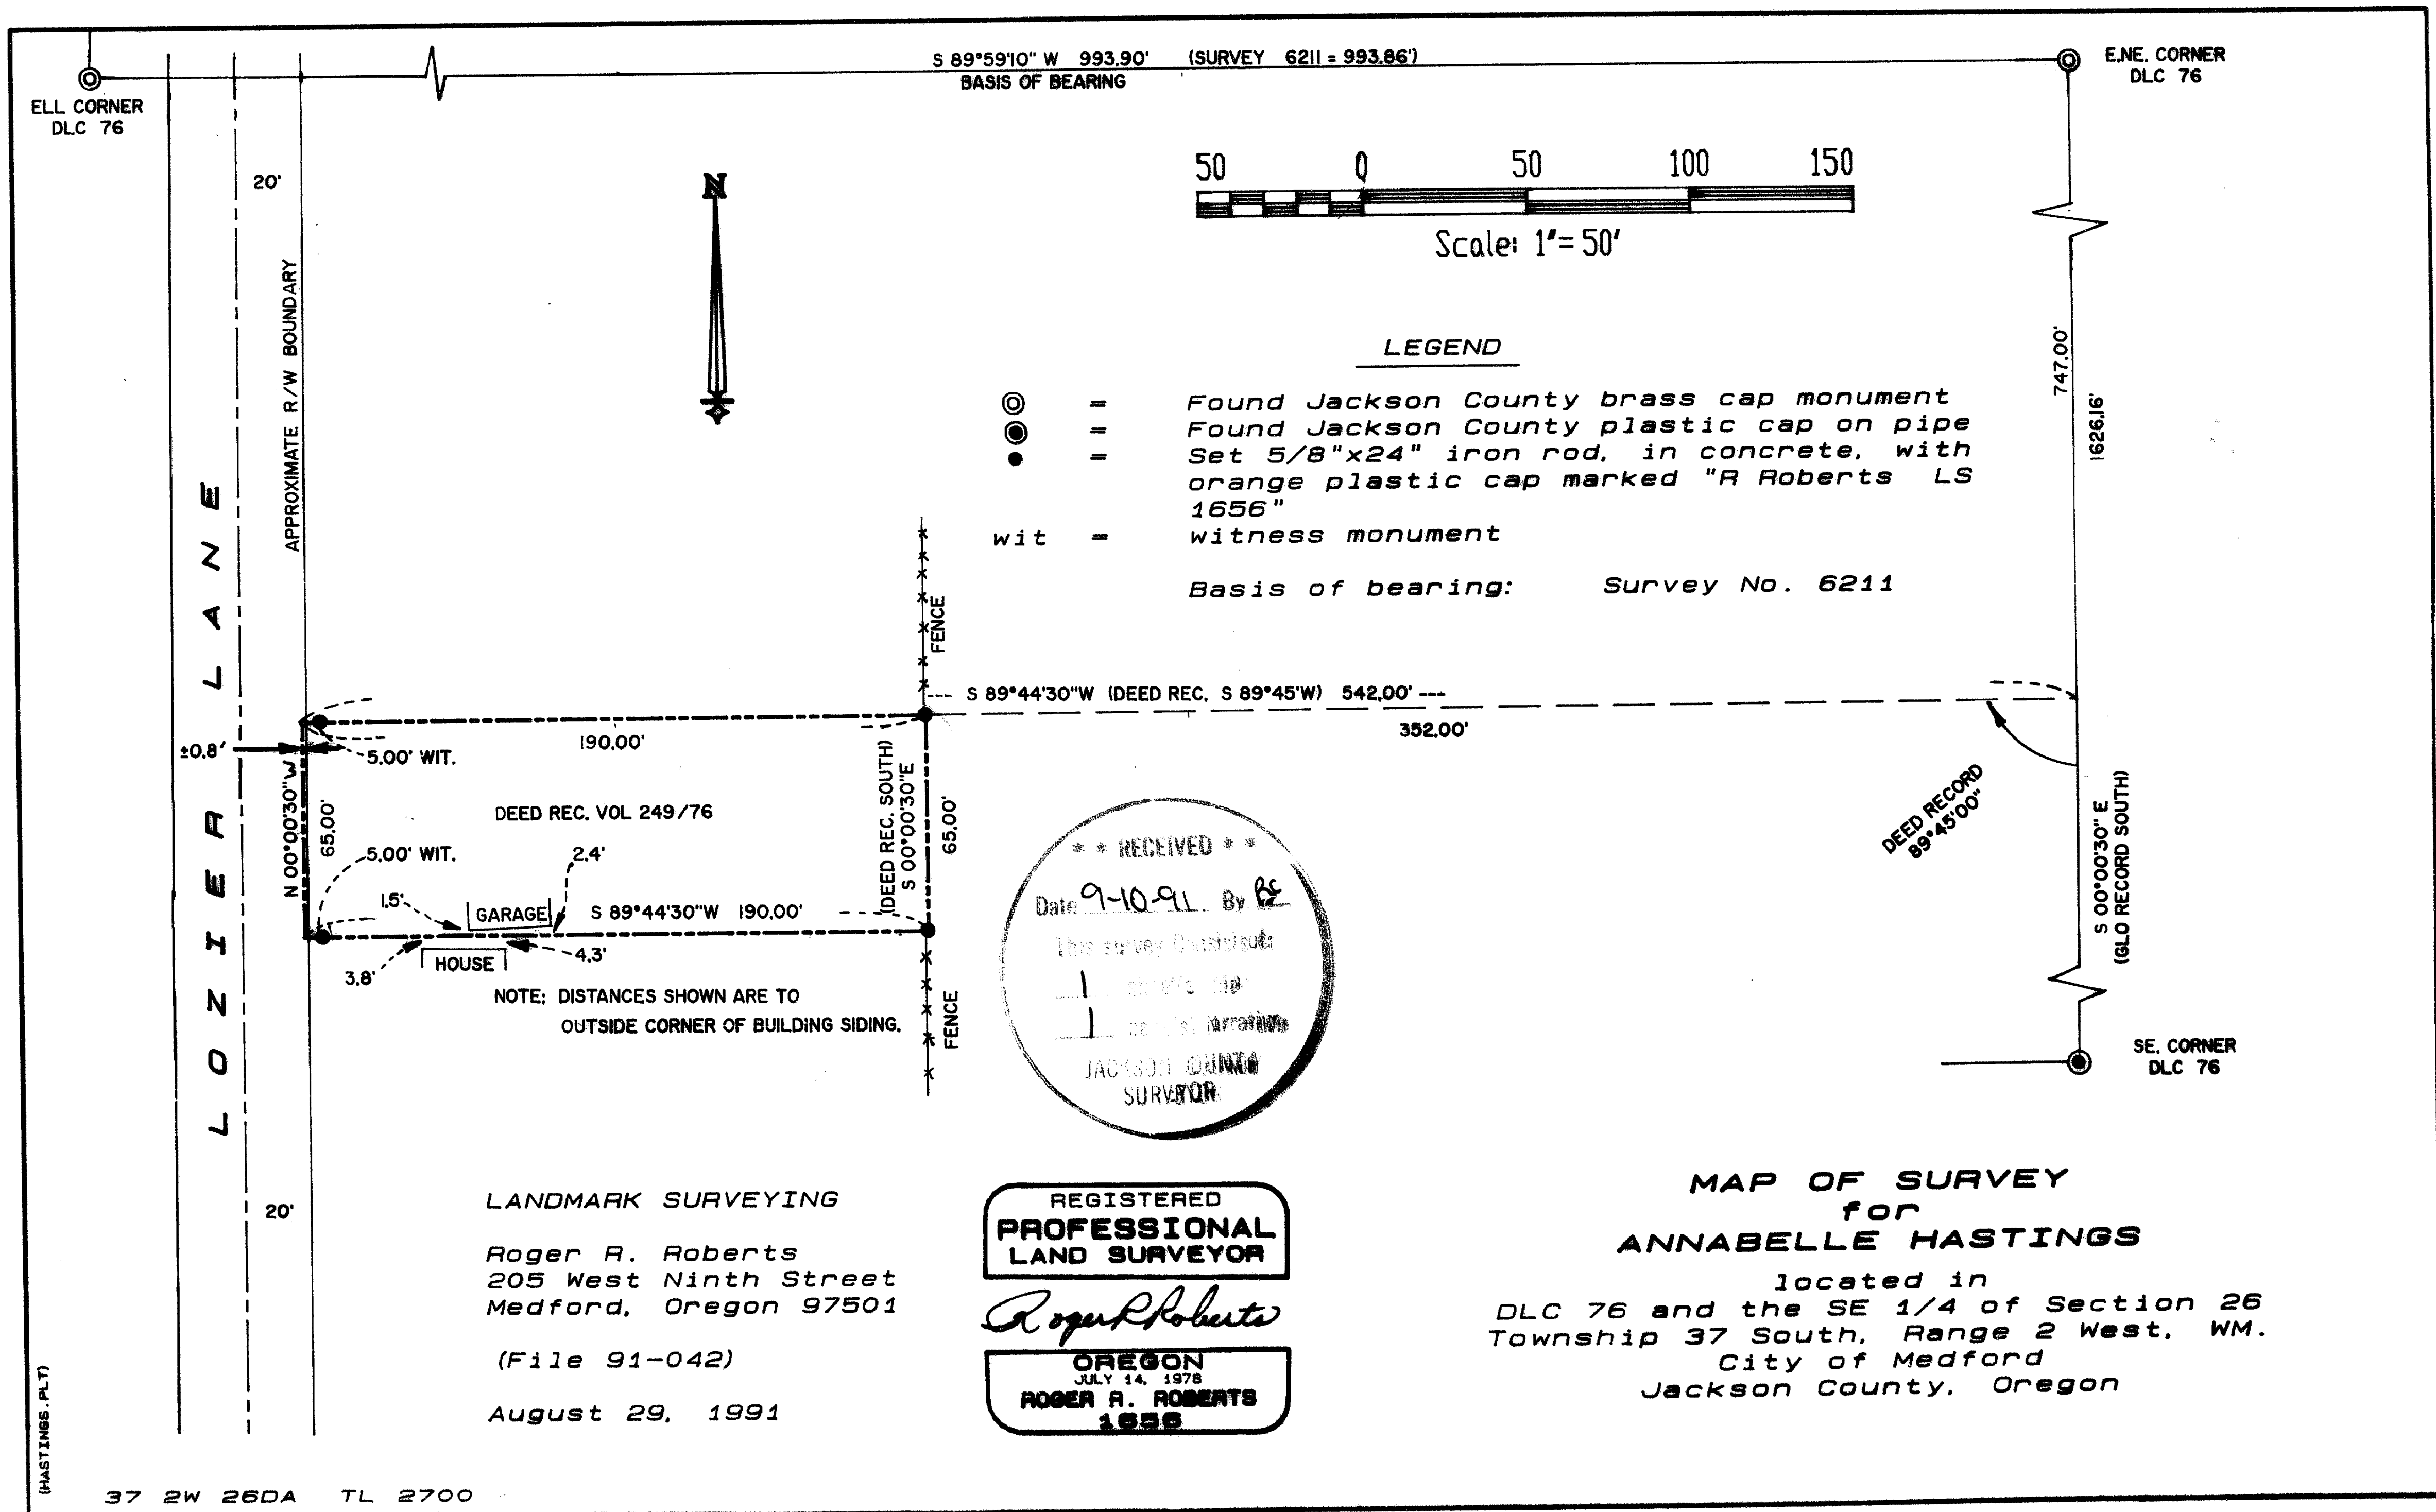 S 89°59'10" W 993.90' (SURVEY 6211 = 993.86')
BASIS OF BEARING
ELL CORNER
DLC 76
E.NE. CORNER
DLC 76
20'
N
50 0 50 100 150
Scale: 1"= 50'
APPROXIMATE R/W BOUNDARY
LOZIER LANE
LEGEND
= Found Jackson County brass cap monument
= Found Jackson County plastic cap on pipe
= Set 5/8"x24" iron rod, in concrete, with
orange plastic cap marked "R Roberts LS
1656"
wit = witness monument
Basis of bearing: Survey No. 6211
747.00'
1626.16'
FENCE
S 89°44'30"W (DEED REC. S 89°45'W) 542.00'
352.00'
190.00'
±0.8'
5.00' WIT.
N 00°00'30"W
65.00'
DEED REC. VOL 249/76
(DEED REC. SOUTH)
S 00°00'30"E
65.00'
DEED RECORD
89°45'00"
S 00°00'30" E
(GLO RECORD SOUTH)
5.00' WIT.
2.4'
1.5'
GARAGE
S 89°44'30"W 190.00'
3.8'
HOUSE
4.3'
NOTE: DISTANCES SHOWN ARE TO
OUTSIDE CORNER OF BUILDING SIDING.
FENCE
* * RECEIVED * *
Date 9-10-91 By
This survey Consists of
1
1 narrative
JACKSON COUNTY
SURVEYOR
SE. CORNER
DLC 76
20'
LANDMARK SURVEYING
Roger R. Roberts
205 West Ninth Street
Medford, Oregon 97501
(File 91-042)
August 29, 1991
REGISTERED
PROFESSIONAL
LAND SURVEYOR
Roger R Roberts
OREGON
JULY 14, 1978
ROGER R. ROBERTS
1656
MAP OF SURVEY
for
ANNABELLE HASTINGS
located in
DLC 76 and the SE 1/4 of Section 26
Township 37 South, Range 2 West, WM.
City of Medford
Jackson County, Oregon
(HASTINGS.PLT)
37 2W 26DA TL 2700